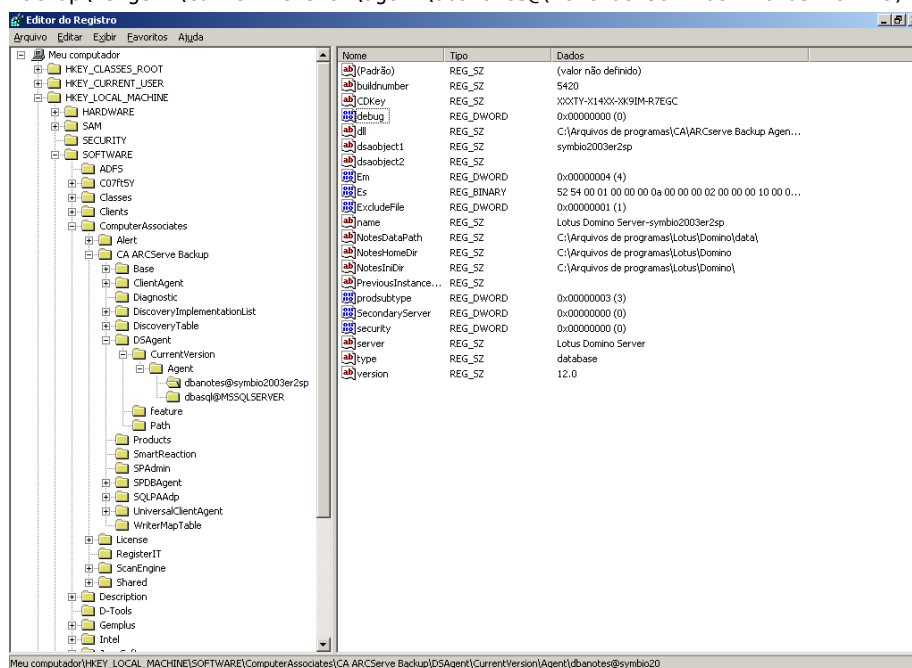 Editor do Registro
Arquivo Editar Exibir Favoritos Ajuda
Meu computador
HKEY_CLASSES_ROOT
HKEY_CURRENT_USER
HKEY_LOCAL_MACHINE
HARDWARE
SAM
SECURITY
SOFTWARE
ADFS
C07ft5Y
Classes
Clients
ComputerAssociates
Alert
CA ARCServe Backup
Base
ClientAgent
Diagnostic
DiscoveryImplementationList
DiscoveryTable
DSAgent
CurrentVersion
Agent
dbanotes@symbio2003er2sp
dbasql@MSSQLSERVER
feature
Path
Products
SmartReaction
SPAdmin
SPDBAgent
SQLPAAdp
UniversalClientAgent
WriterMapTable
License
RegisterIT
ScanEngine
Shared
Description
D-Tools
Gemplus
Intel
Nome Tipo Dados
(Padrão) REG_SZ (valor não definido)
buildnumber REG_SZ 5420
CDKey REG_SZ XXXTY-X14XX-XK9IM-R7EGC
debug REG_DWORD 0x00000000 (0)
dll REG_SZ C:\Arquivos de programas\CA\ARCserve Backup Agen...
dsaobject1 REG_SZ symbio2003er2sp
dsaobject2 REG_SZ
Em REG_DWORD 0x00000004 (4)
Es REG_BINARY 52 54 00 01 00 00 00 0a 00 00 00 02 00 00 00 10 00 0...
ExcludeFile REG_DWORD 0x00000001 (1)
name REG_SZ Lotus Domino Server-symbio2003er2sp
NotesDataPath REG_SZ C:\Arquivos de programas\Lotus\Domino\data\
NotesHomeDir REG_SZ C:\Arquivos de programas\Lotus\Domino
NotesIniDir REG_SZ C:\Arquivos de programas\Lotus\Domino\
PreviousInstance... REG_SZ
prodsubtype REG_DWORD 0x00000003 (3)
SecondaryServer REG_DWORD 0x00000000 (0)
security REG_DWORD 0x00000000 (0)
server REG_SZ Lotus Domino Server
type REG_SZ database
version REG_SZ 12.0
Meu computador\HKEY_LOCAL_MACHINE\SOFTWARE\ComputerAssociates\CA ARCServe Backup\DSAgent\CurrentVersion\Agent\dbanotes@symbio20